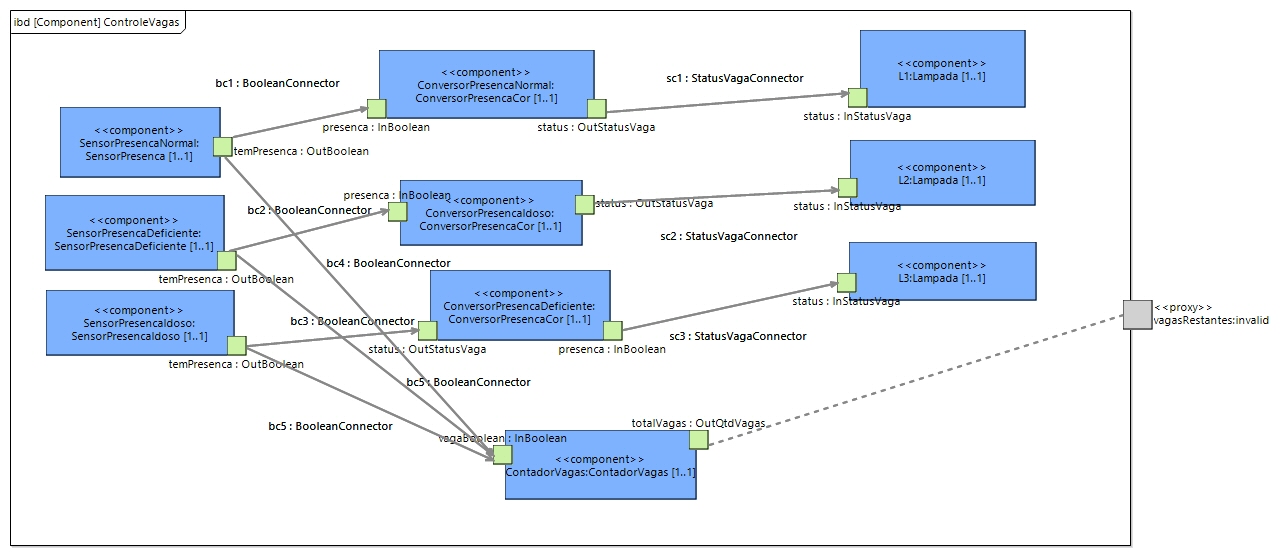 ibd [Component] ControleVagas
<<component>>
L1:Lampada [1..1]
sc1 : StatusVagaConnector
<<component>>
ConversorPresencaNormal:
ConversorPresencaCor [1..1]
bc1 : BooleanConnector
status : InStatusVaga
presenca : InBoolean
status : OutStatusVaga
<<component>>
SensorPresencaNormal:
SensorPresenca [1..1]
temPresenca : OutBoolean
<<component>>
L2:Lampada [1..1]
presenca : InBoolean
<<component>>
ConversorPresencaIdoso:
ConversorPresencaCor [1..1]
status : OutStatusVaga
status : InStatusVaga
bc2 : BooleanConnector
<<component>>
SensorPresencaDeficiente:
SensorPresencaDeficiente [1..1]
sc2 : StatusVagaConnector
bc4 : BooleanConnector
temPresenca : OutBoolean
<<component>>
L3:Lampada [1..1]
status : InStatusVaga
<<component>>
ConversorPresencaDeficiente:
ConversorPresencaCor [1..1]
<<proxy>>
vagasRestantes:invalid
bc3 : BooleanConnector
<<component>>
SensorPresencaIdoso:
SensorPresencaIdoso [1..1]
sc3 : StatusVagaConnector
status : OutStatusVaga
presenca : InBoolean
temPresenca : OutBoolean
bc5 : BooleanConnector
bc5 : BooleanConnector
totalVagas : OutQtdVagas
vagaBoolean : InBoolean
<<component>>
ContadorVagas:ContadorVagas [1..1]